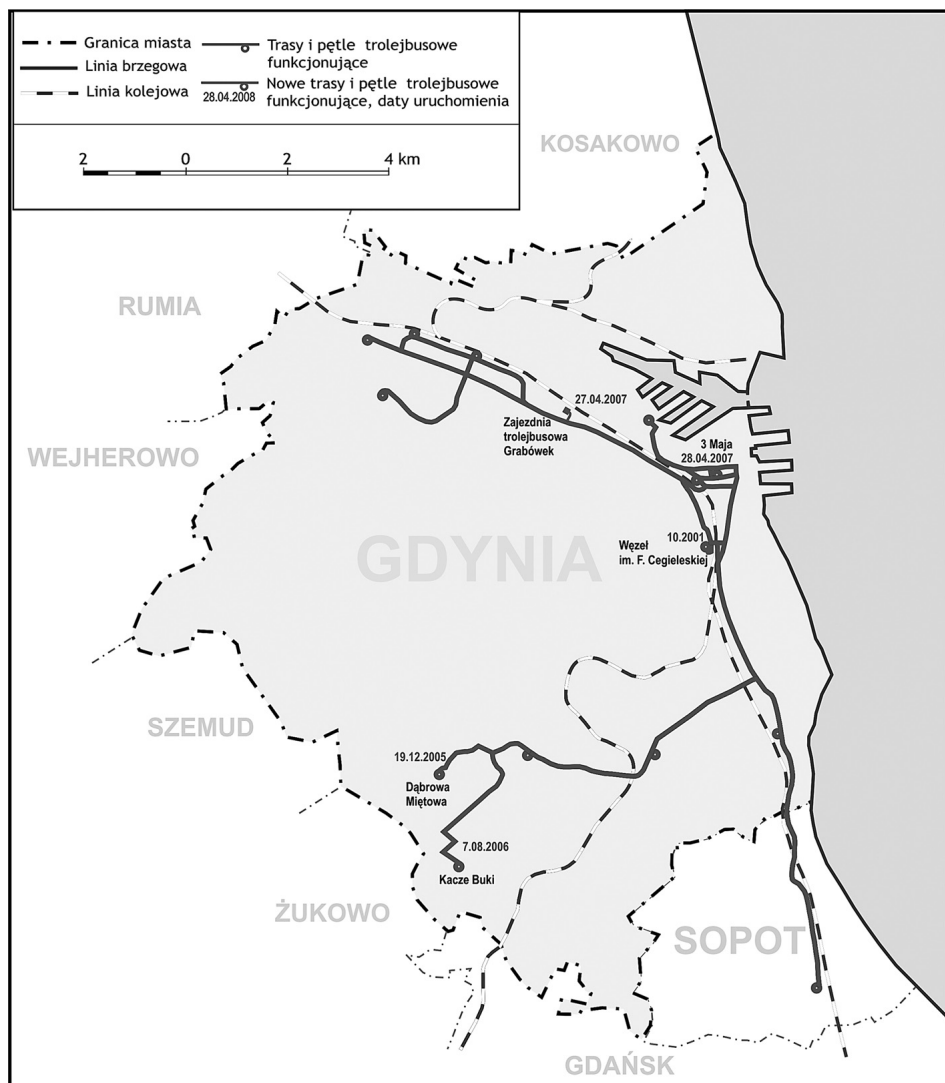 Granica miasta
Linia brzegowa
Linia kolejowa
Trasy i pętle trolejbusowe
funkcjonujące
28.04.2008
Nowe trasy i pętle trolejbusowe
funkcjonujące, daty uruchomienia
2 0 2 4 km
KOSAKOWO
RUMIA
27.04.2007
Zajezdnia
trolejbusowa
Grabówek
3 Maja
28.04.2007
WEJHEROWO
10.2001
Węzeł
im. F. Cegieleskiej
GDYNIA
SZEMUD
19.12.2005
Dąbrowa
Miętowa
7.08.2006
Kacze Buki
ŻUKOWO
SOPOT
GDAŃSK